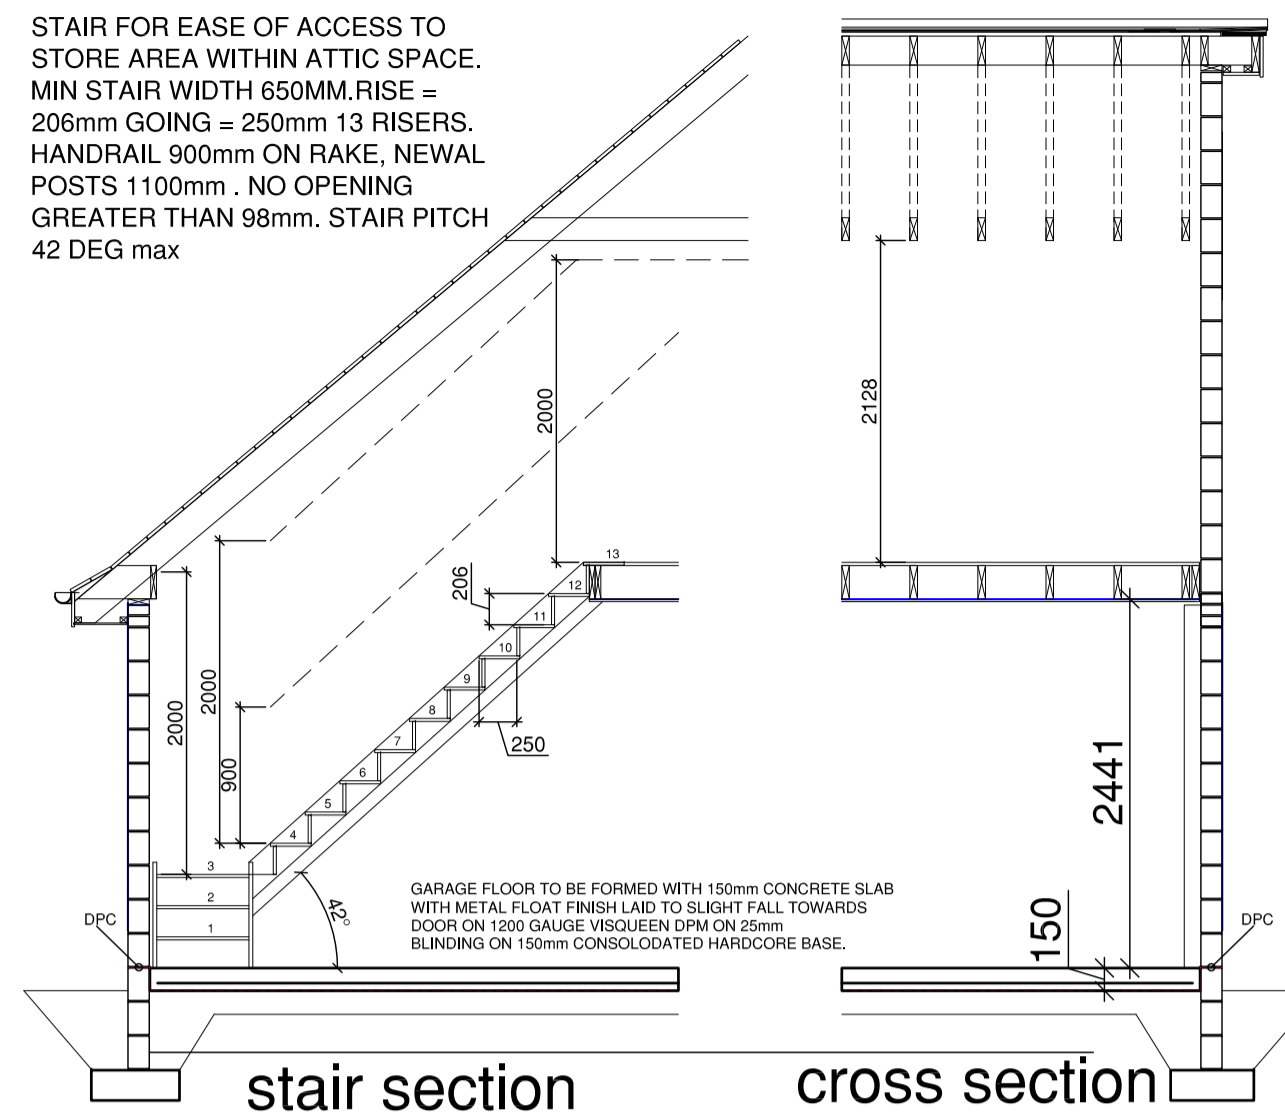 STAIR FOR EASE OF ACCESS TO
STORE AREA WITHIN ATTIC SPACE.
MIN STAIR WIDTH 650MM.RISE =
206mm GOING = 250mm 13 RISERS.
HANDRAIL 900mm ON RAKE, NEWAL
POSTS 1100mm . NO OPENING
GREATER THAN 98mm. STAIR PITCH
42 DEG max
2000
2128
13
12
206
11
10
9
8
7
250
6
5
4
3
2
1
2000
2000
900
2441
42°
GARAGE FLOOR TO BE FORMED WITH 150mm CONCRETE SLAB
WITH METAL FLOAT FINISH LAID TO SLIGHT FALL TOWARDS
DOOR ON 1200 GAUGE VISQUEEN DPM ON 25mm
BLINDING ON 150mm CONSOLODATED HARDCORE BASE.
150
DPC
DPC
stair section
cross section